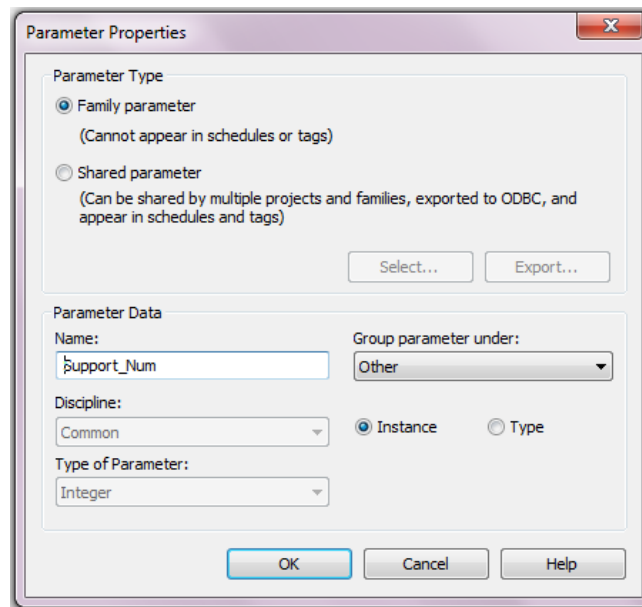 Parameter Properties
Parameter Type
Family parameter
(Cannot appear in schedules or tags)
Shared parameter
(Can be shared by multiple projects and families, exported to ODBC, and
appear in schedules and tags)
Select... Export...
Parameter Data
Name: Group parameter under:
Support_Num Other
Discipline:
Common Instance Type
Type of Parameter:
Integer
OK Cancel Help